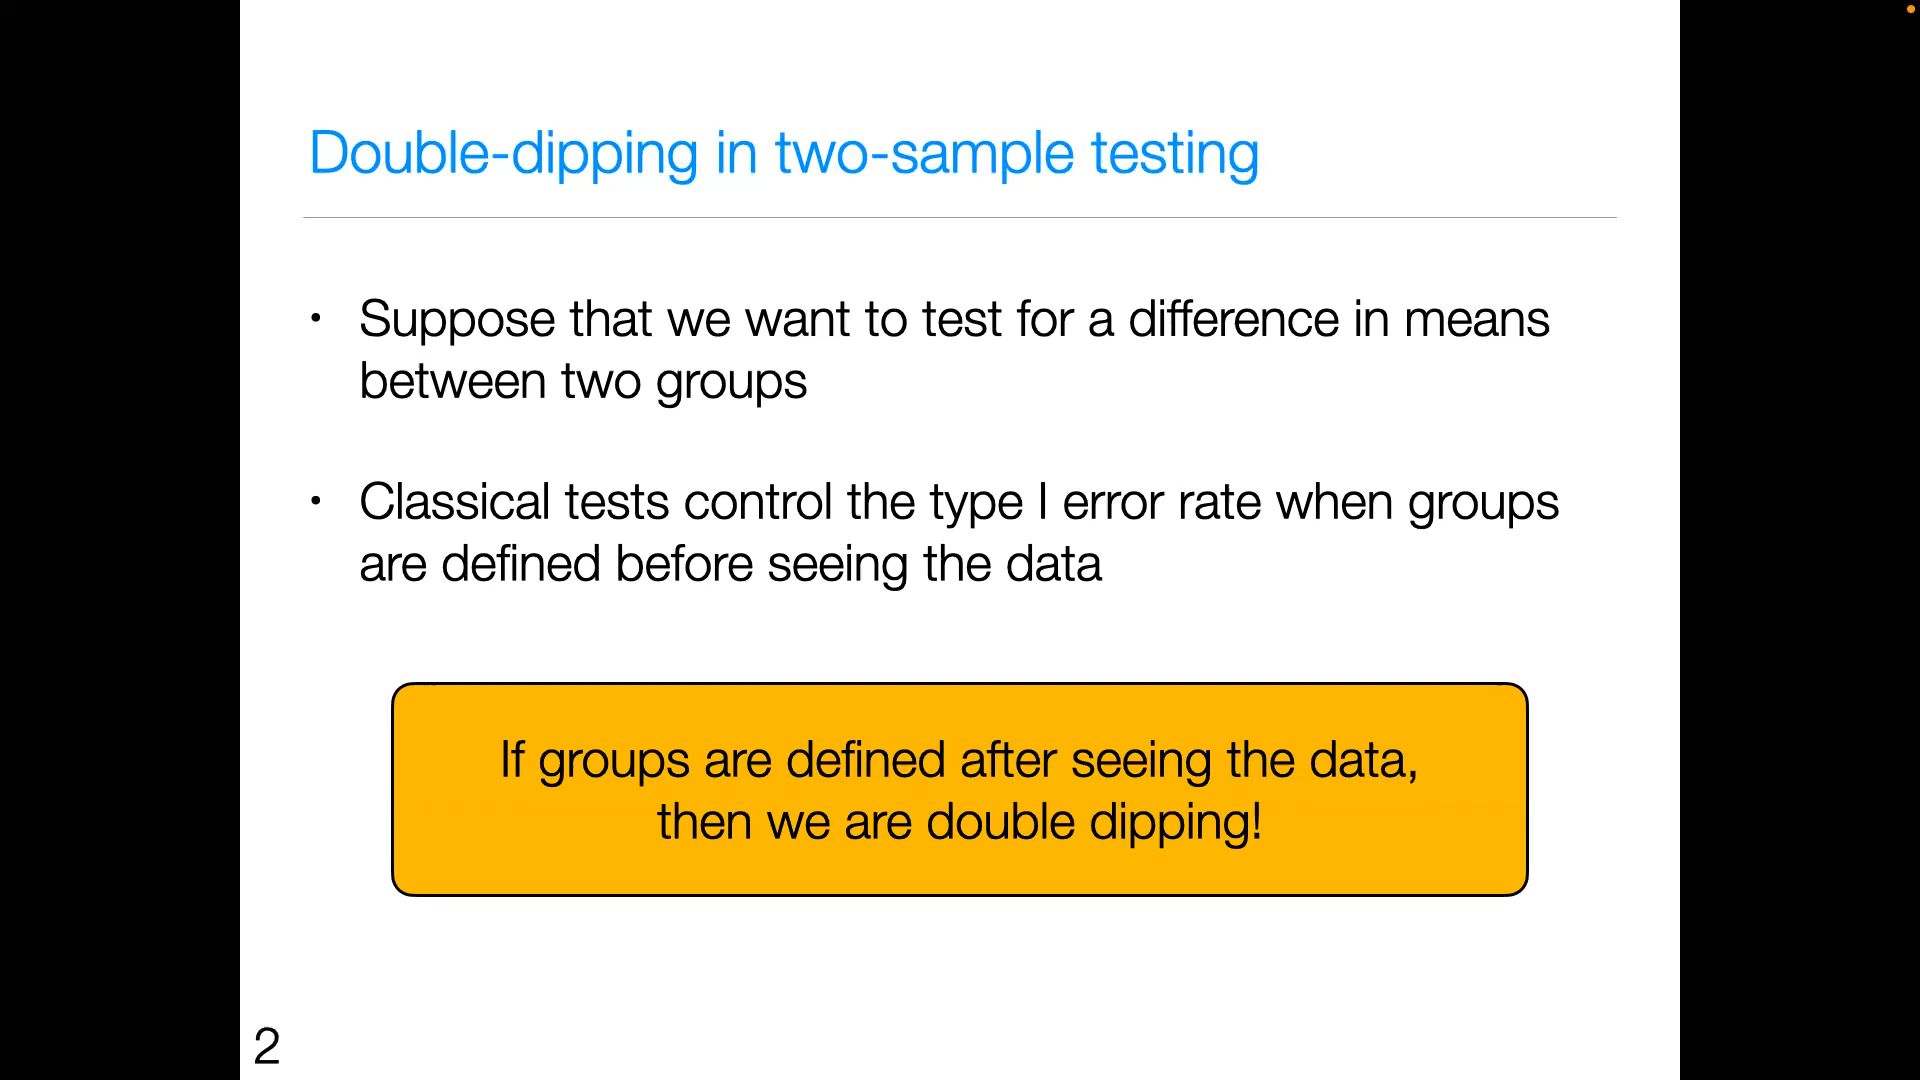 Double-dipping in two-sample testing
• Suppose that we want to test for a difference in means
between two groups
• Classical tests control the type I error rate when groups
are defined before seeing the data
If groups are defined after seeing the data,
then we are double dipping!
2